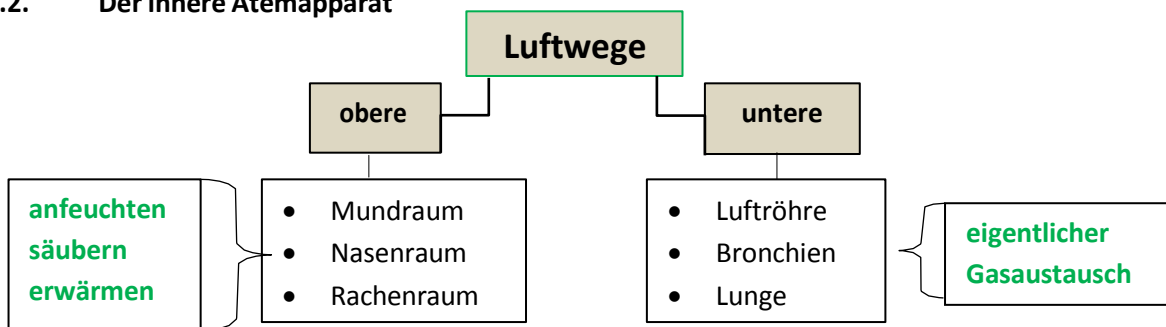 .2. Der innere Atemapparat
Luftwege
obere
untere
anfeuchten
säubern
erwärmen
• Mundraum
• Nasenraum
• Rachenraum
• Luftröhre
• Bronchien
• Lunge
eigentlicher
Gasaustausch